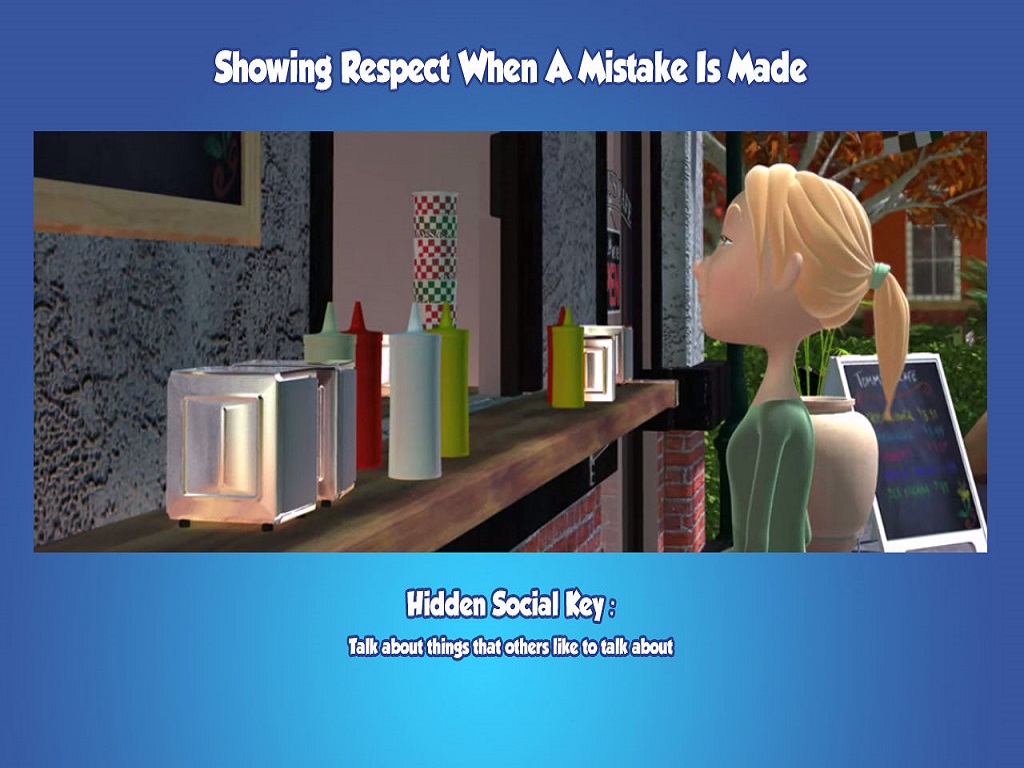 Showing Respect When A Mistake Is Made
Hidden Social Key :
Talk about things that others like to talk about